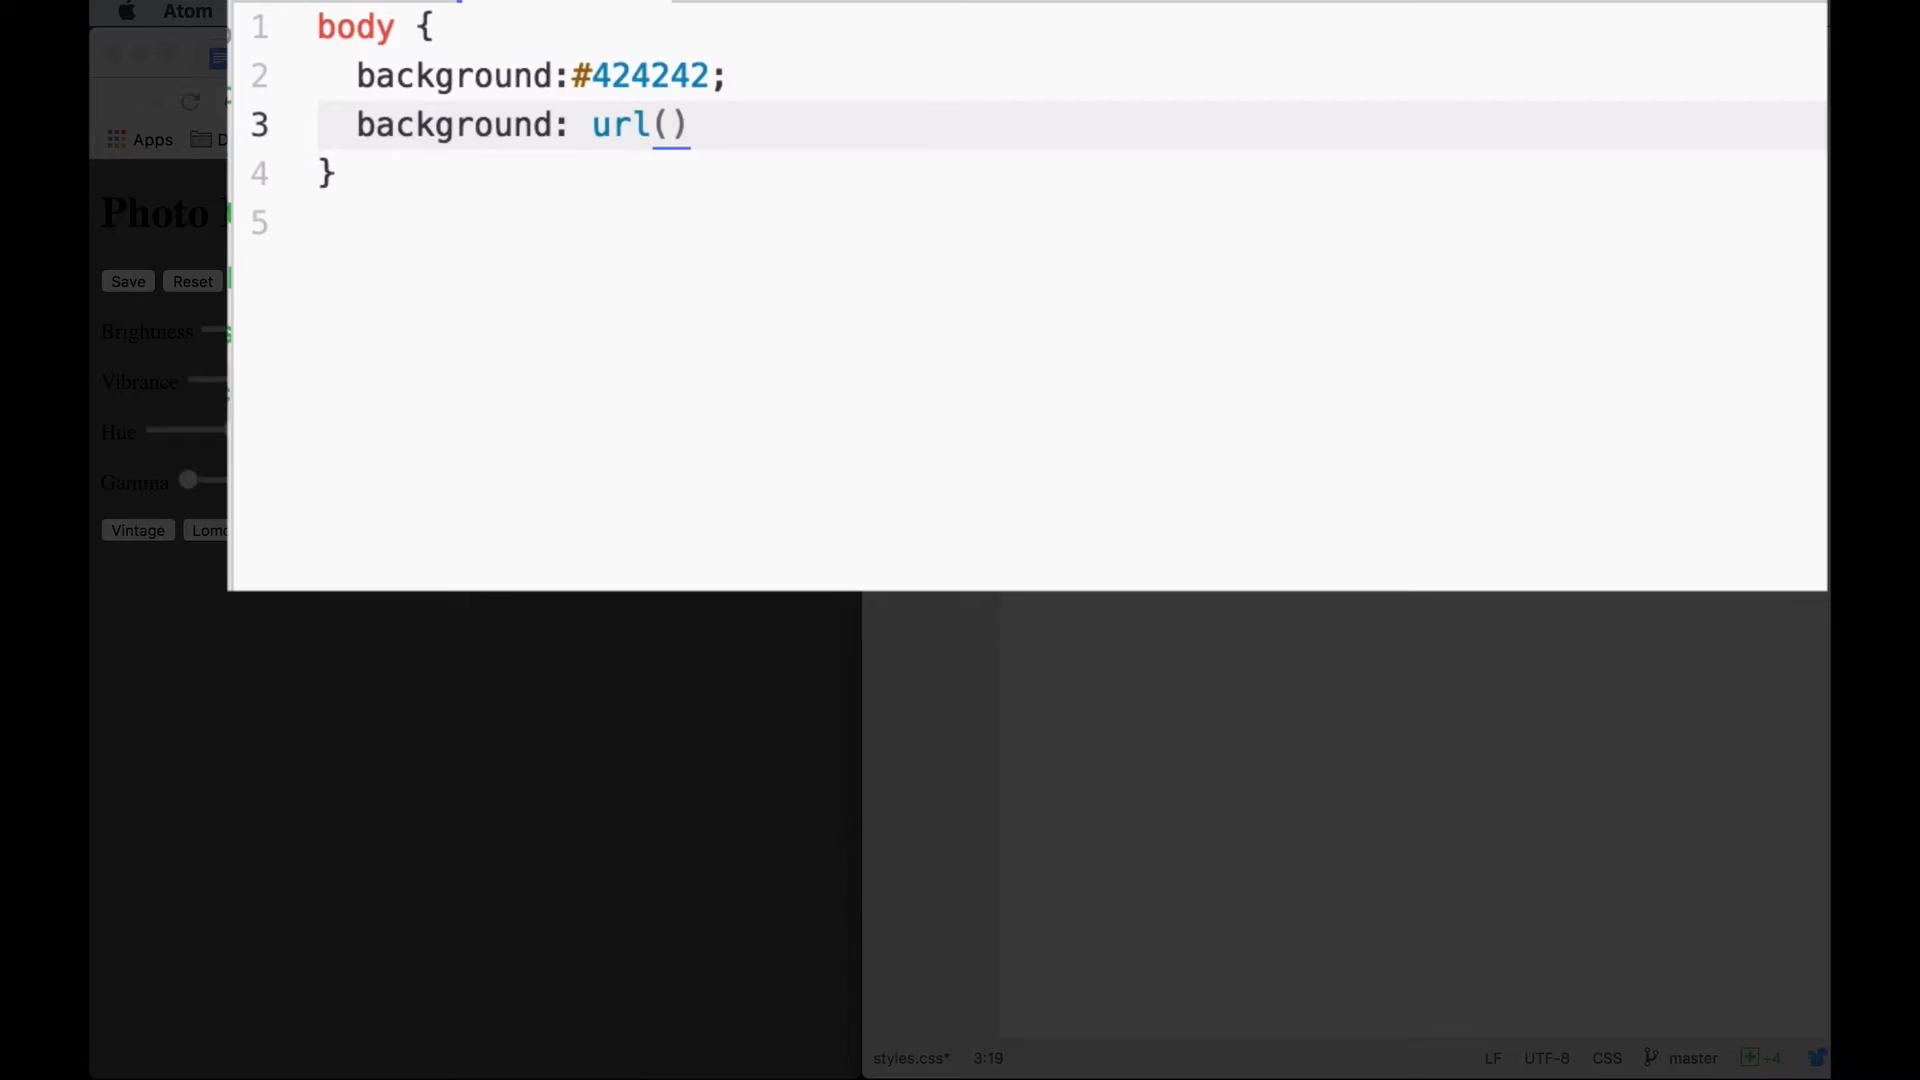 Atom
1 body {
2 background:#424242;
3 background: url()
4 }
5
Apps
Photo
Save Reset
Brightness
Vibrance
Hue
Gamma
Vintage
styles.css* 3:19 LF UTF-8 CSS master +4